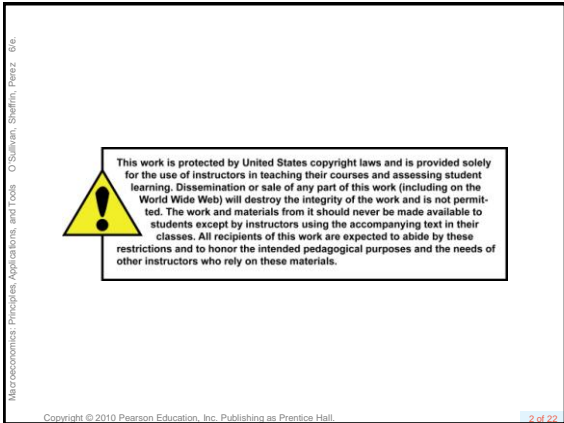 Macroeconomics: Principles, Applications, and Tools O'Sullivan, Sheffrin, Perez 6/e.
This work is protected by United States copyright laws and is provided solely
for the use of instructors in teaching their courses and assessing student
learning. Dissemination or sale of any part of this work (including on the
World Wide Web) will destroy the integrity of the work and is not permit-
ted. The work and materials from it should never be made available to
students except by instructors using the accompanying text in their
classes. All recipients of this work are expected to abide by these
restrictions and to honor the intended pedagogical purposes and the needs of
other instructors who rely on these materials.
Copyright © 2010 Pearson Education, Inc. Publishing as Prentice Hall.
2 of 22